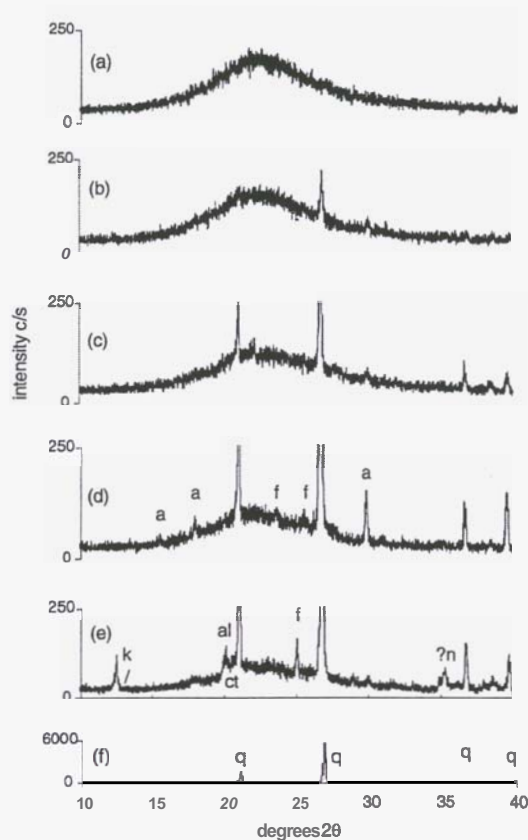 250
(a)
0
250
(b)
0
250
(c)
0
intensity c/s
250
(d)
a
a
f
f
a
0
250
(e)
k
al
ct
f
?n
0
6000
(f)
q
q
q
q
0
10
15
20
25
30
35
40
degrees2θ